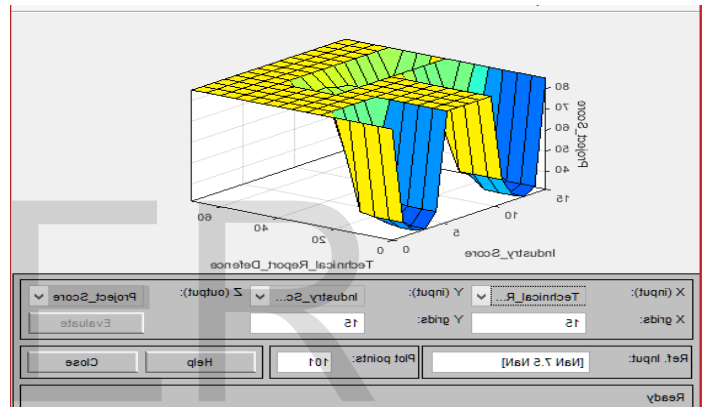 80
70
60
50
40
Project_Score
15
10
5
0
Industry_Score
0
20
40
60
Technical_Report_Defence
X (input): Technical_R... Y (input): Industry_Sc... Z (output): Project_Score
X grids: 15 Y grids: 15 Evaluate
Ref. Input: [NaN 7.5 NaN] Plot points: 101 Help Close
Ready
ER